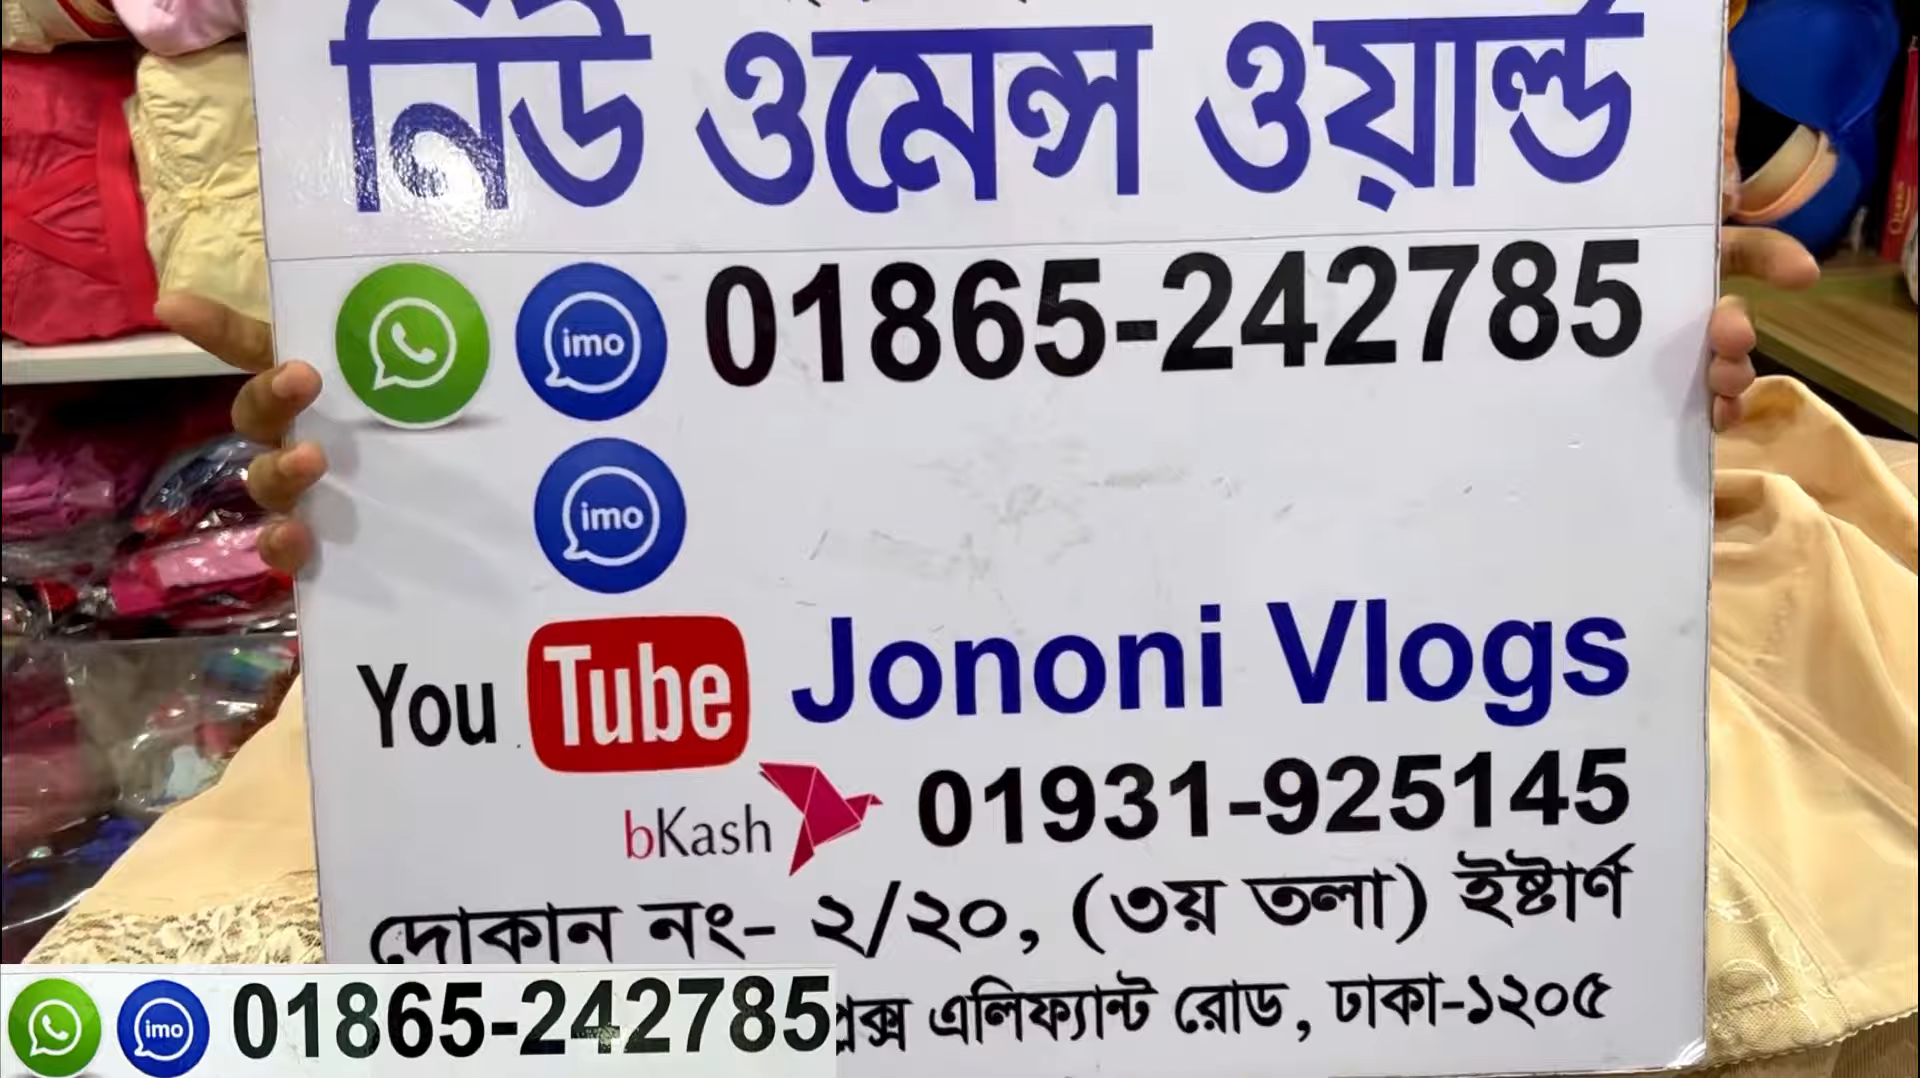 নিউ ওমেন্স ওয়ার্ল্ড
imo 01865-242785
imo
You Tube Jononi Vlogs
bKash 01931-925145
দোকান নং- ২/২০, (৩য় তলা) ইষ্টার্ণ
এলিফ্যান্ট রোড, ঢাকা-১২০৫
imo 01865-242785